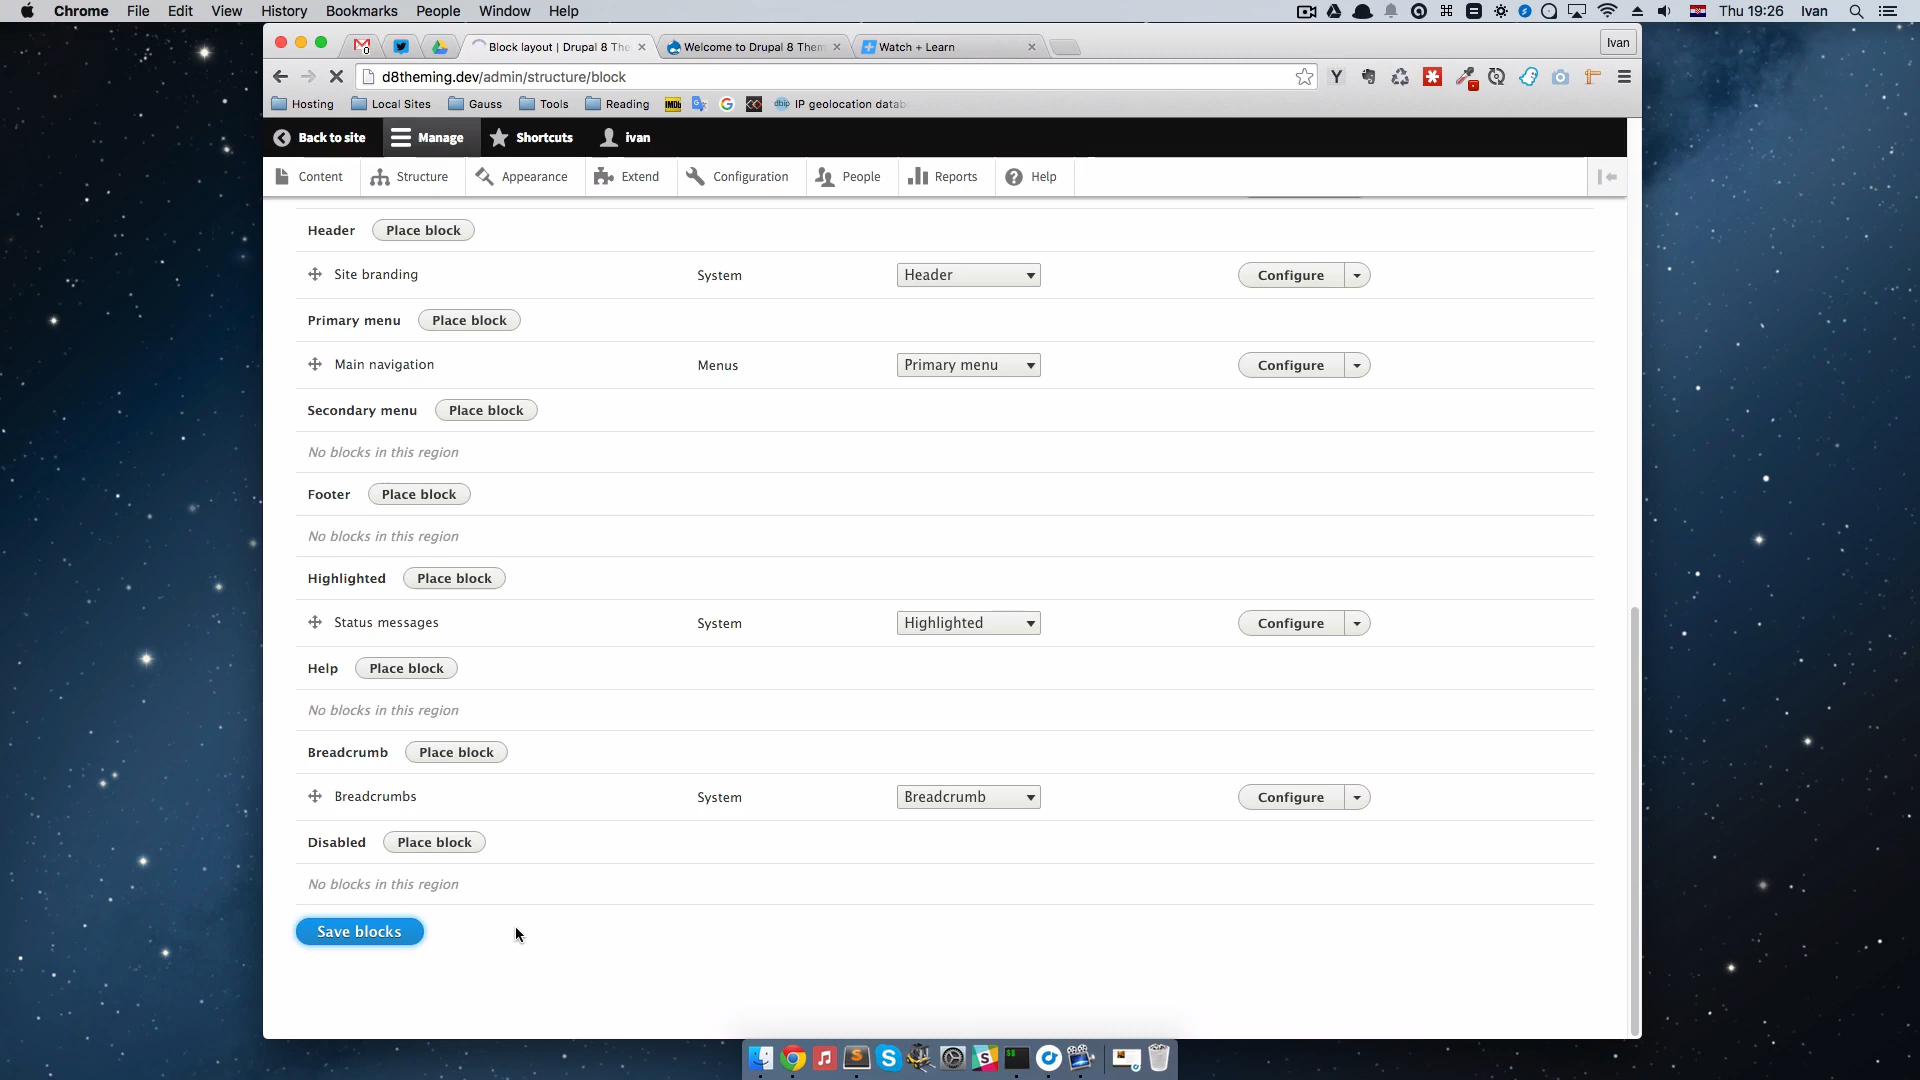 Chrome File Edit View History Bookmarks People Window Help Thu 19:26 Ivan
Block layout | Drupal 8 The Welcome to Drupal 8 Them Watch + Learn Ivan
d8theming.dev/admin/structure/block
Hosting Local Sites Gauss Tools Reading IMDb dbip IP geolocation datab
Back to site Manage Shortcuts ivan
Content Structure Appearance Extend Configuration People Reports Help
Header Place block
Site branding System Header Configure
Primary menu Place block
Main navigation Menus Primary menu Configure
Secondary menu Place block
No blocks in this region
Footer Place block
No blocks in this region
Highlighted Place block
Status messages System Highlighted Configure
Help Place block
No blocks in this region
Breadcrumb Place block
Breadcrumbs System Breadcrumb Configure
Disabled Place block
No blocks in this region
Save blocks